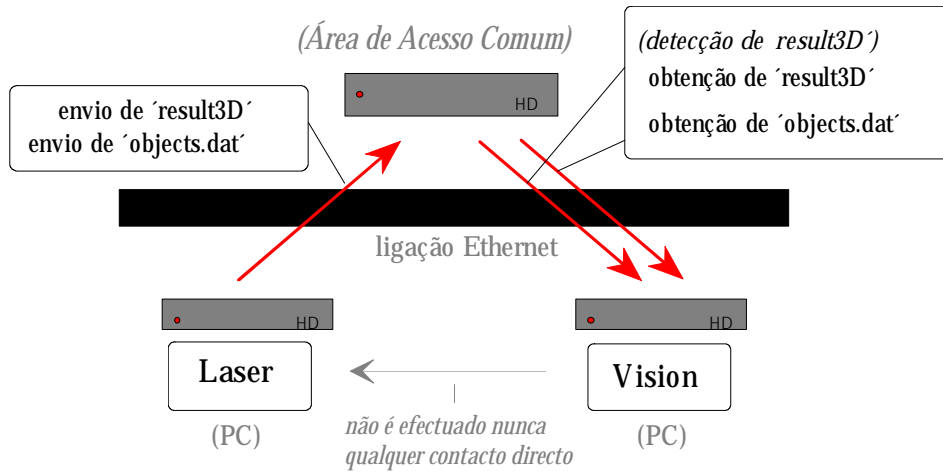 (Área de Acesso Comum)
HD
envio de ´result3D´
envio de ´objects.dat´
(detecção de result3D´)
obtenção de ´result3D´
obtenção de ´objects.dat´
ligação Ethernet
HD
Laser
(PC)
HD
Vision
(PC)
não é efectuado nunca
qualquer contacto directo